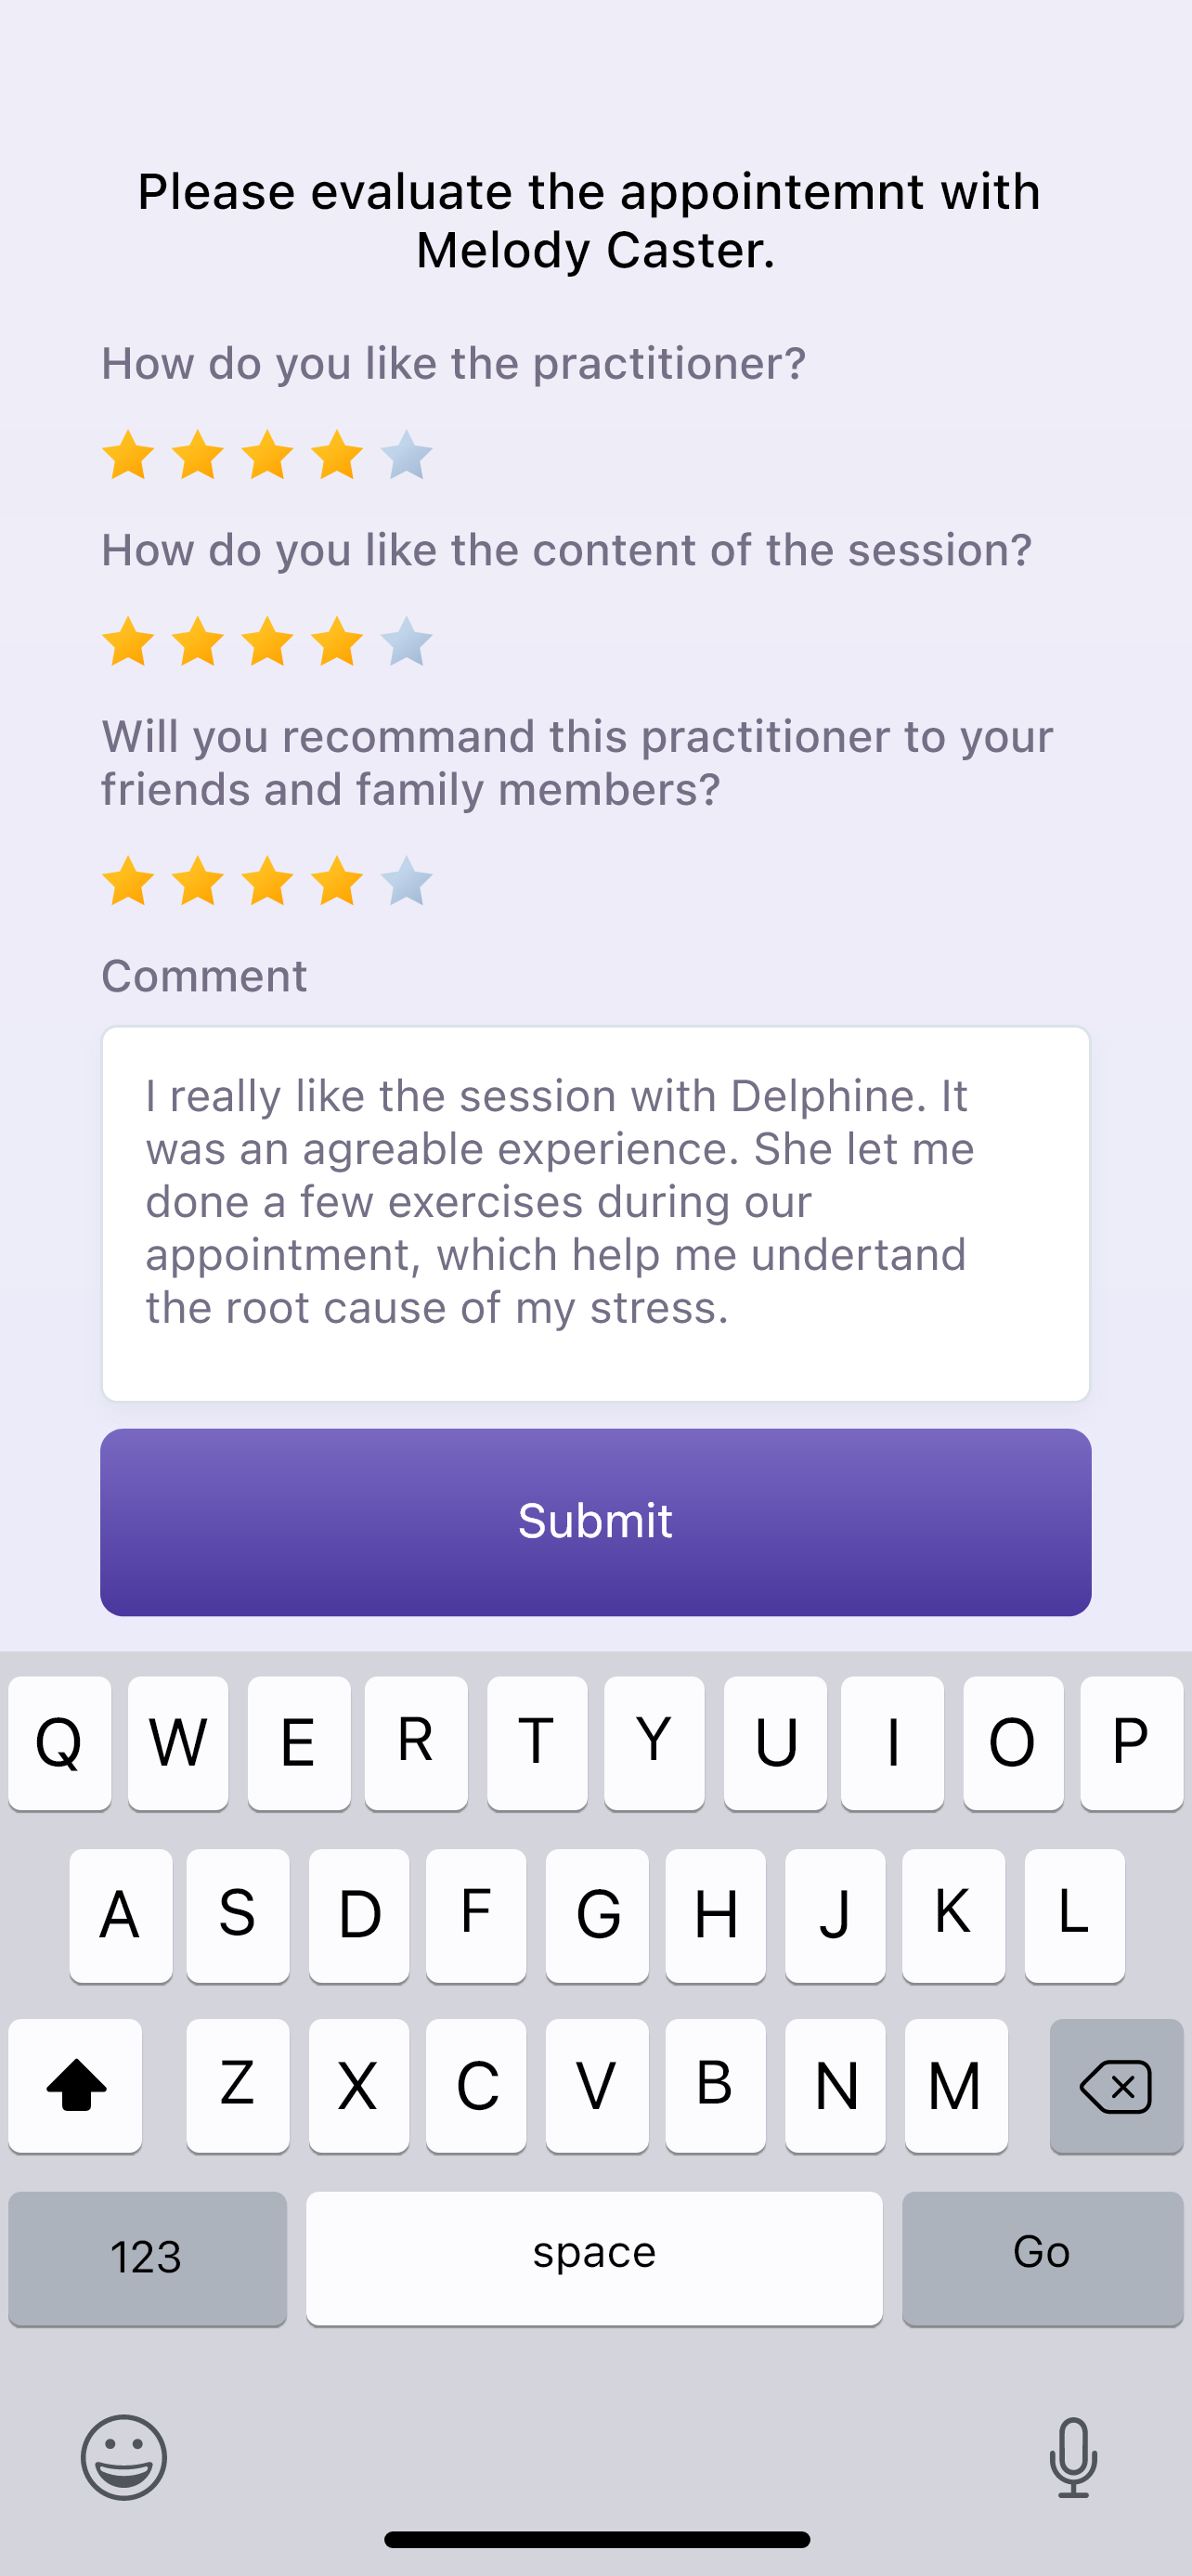 Please evaluate the appointemnt with
Melody Caster.
How do you like the practitioner?
How do you like the content of the session?
Will you recommand this practitioner to your
friends and family members?
Comment
I really like the session with Delphine. It
was an agreable experience. She let me
done a few exercises during our
appointment, which help me undertand
the root cause of my stress.
Submit
Q W E R T Y U I O P
A S D F G H J K L
Z X C V B N M
123 space Go